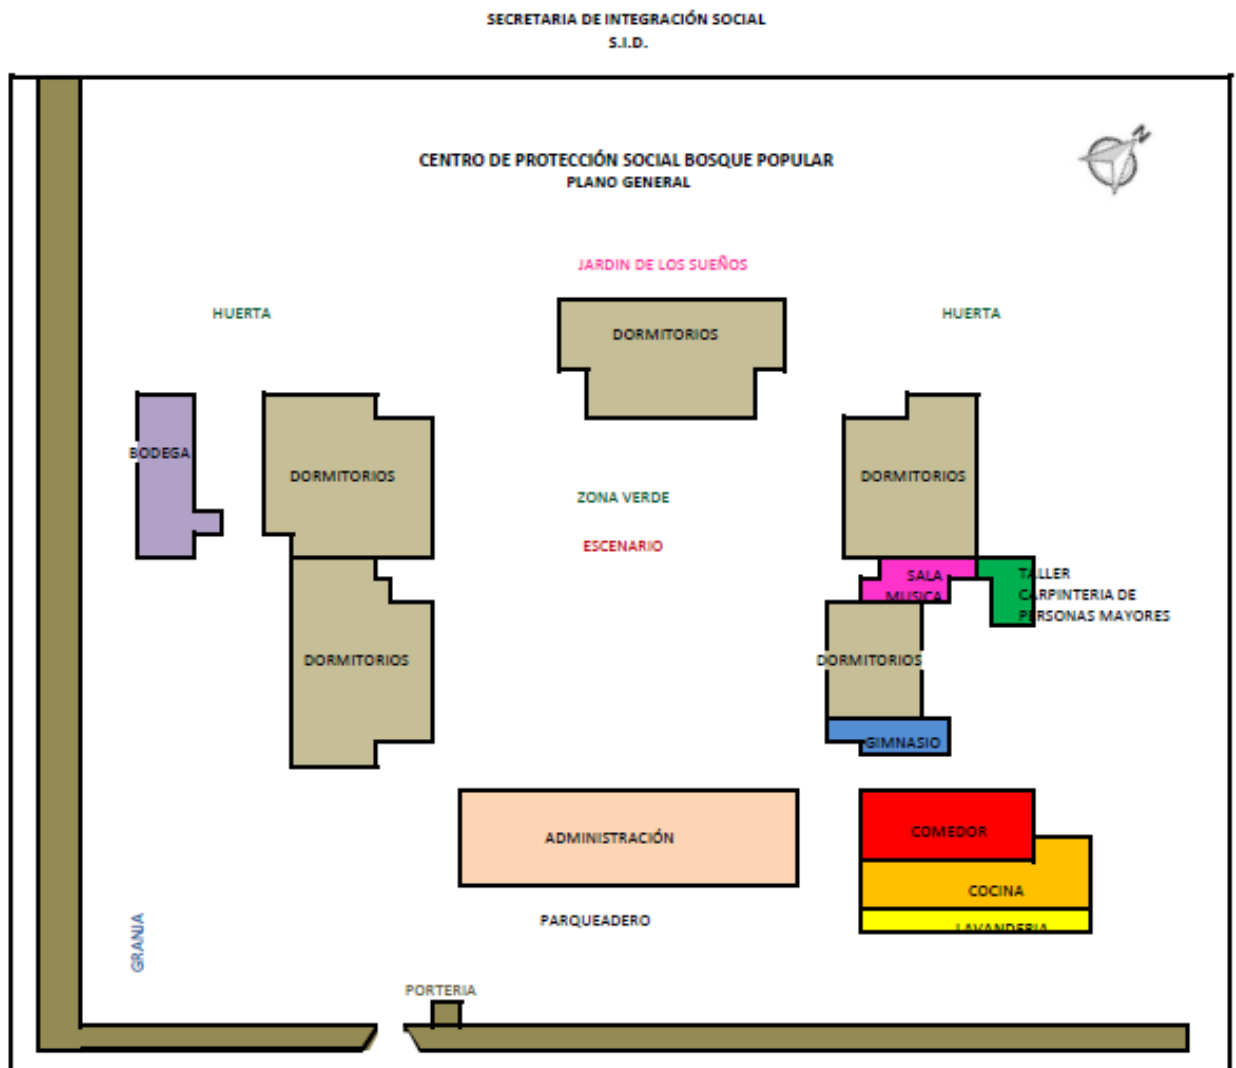 SECRETARIA DE INTEGRACIÓN SOCIAL
S.I.D.
CENTRO DE PROTECCIÓN SOCIAL BOSQUE POPULAR
PLANO GENERAL
N
JARDIN DE LOS SUEÑOS
HUERTA
HUERTA
DORMITORIOS
BODEGA
DORMITORIOS
DORMITORIOS
ZONA VERDE
ESCENARIO
SALA
MUSICA
TALLER
CARPINTERIA DE
PERSONAS MAYORES
DORMITORIOS
DORMITORIOS
GIMNASIO
ADMINISTRACIÓN
COMEDOR
COCINA
PARQUEADERO
LAVANDERIA
GRANJA
PORTERIA